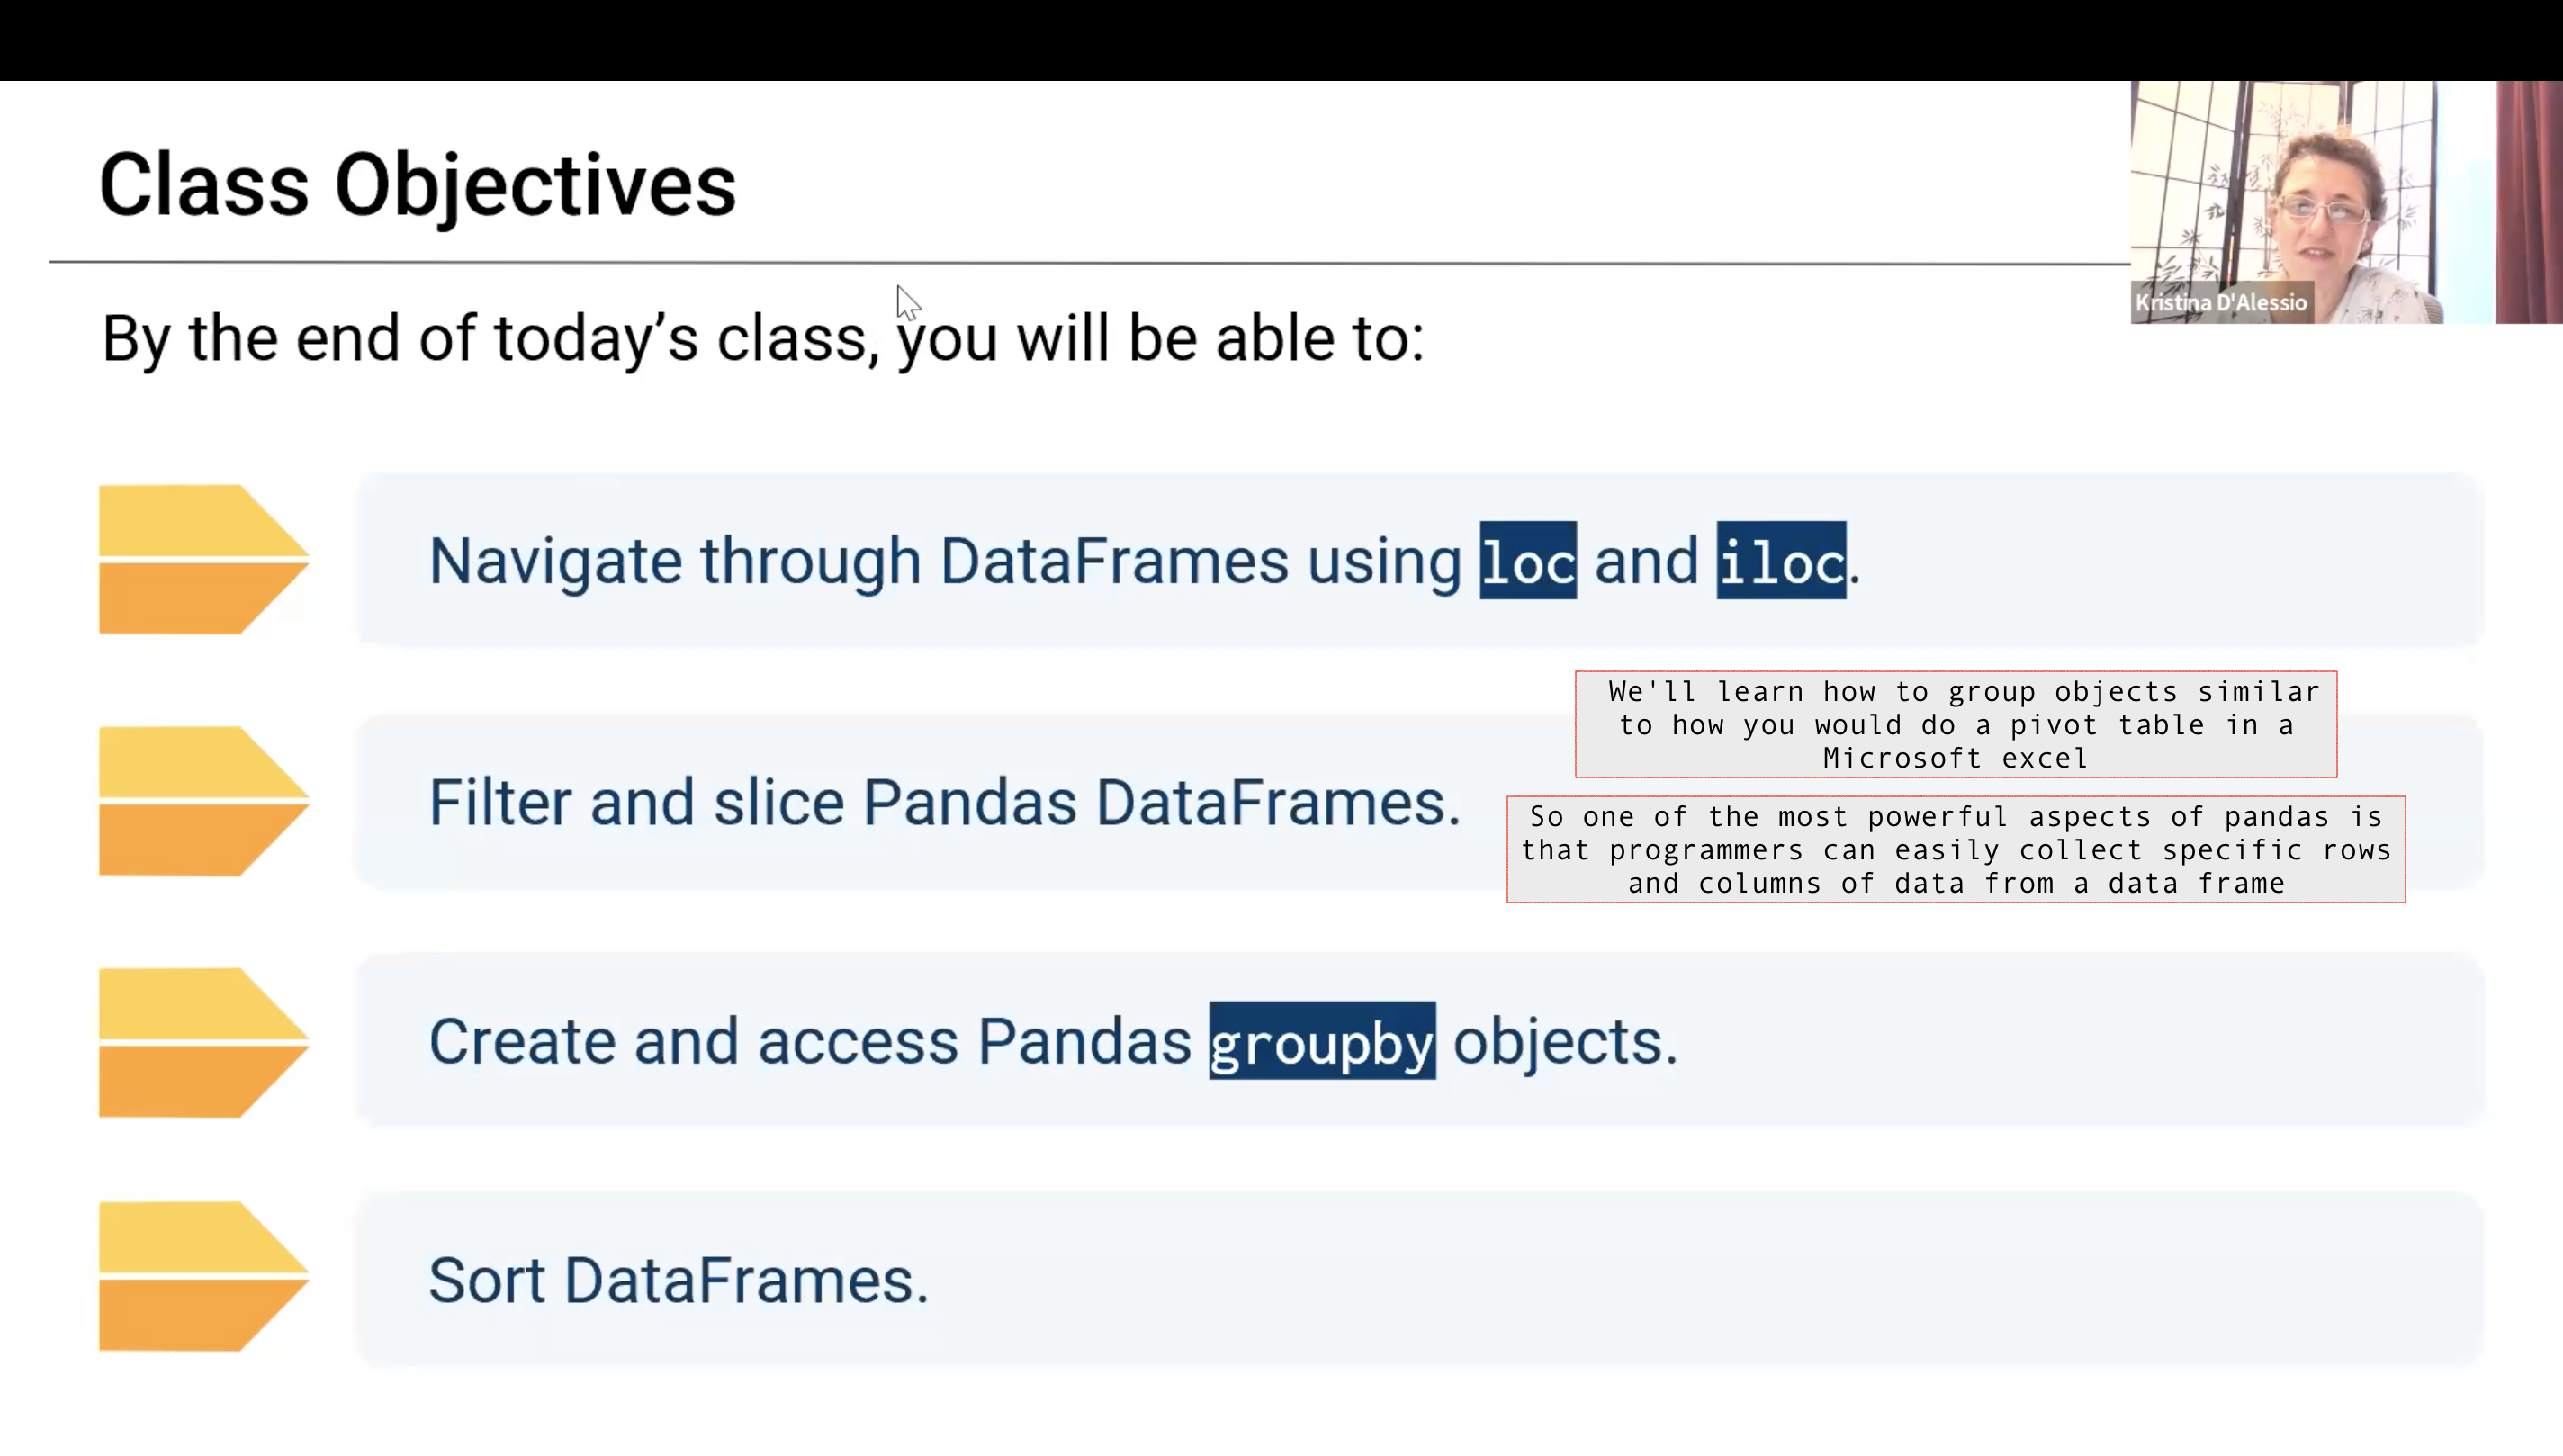 Class Objectives
Kristina D'Alessio
By the end of today’s class, you will be able to:
Navigate through DataFrames using loc and iloc.
We'll learn how to group objects similar
to how you would do a pivot table in a
Microsoft excel
Filter and slice Pandas DataFrames.
So one of the most powerful aspects of pandas is
that programmers can easily collect specific rows
and columns of data from a data frame
Create and access Pandas groupby objects.
Sort DataFrames.